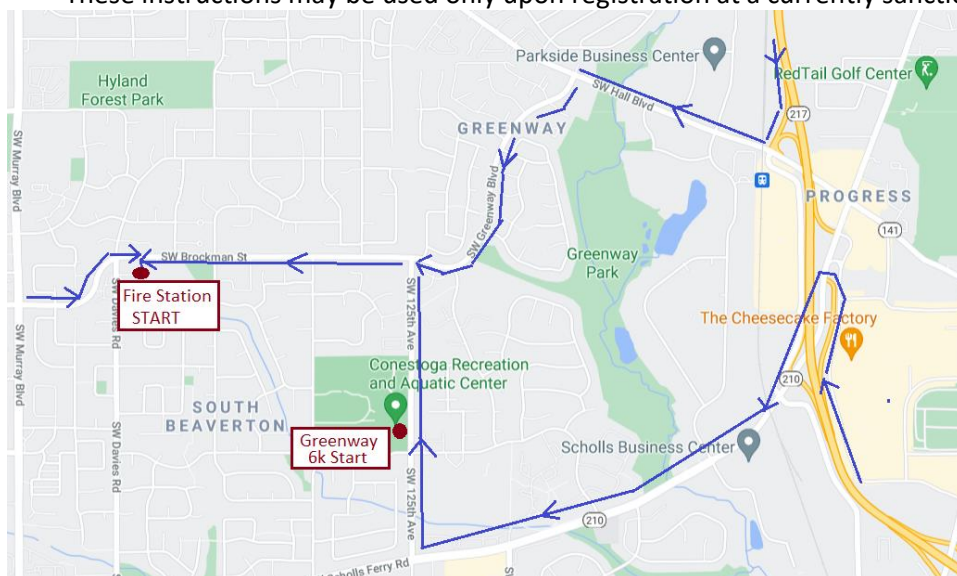 These instructions may be used only upon registration at a currently sanctio
Parkside Business Center
Hyland
Forest Park
RedTail Golf Center
SW Hall Blvd
217
SW Murray Blvd
GREENWAY
PROGRESS
SW Greenway Blvd
141
SW Brockman St
Greenway
Park
Fire Station
START
SW Davies Rd
SW 125th Ave
The Cheesecake Factory
Conestoga Recreation
and Aquatic Center
210
SW Murray Blvd
SOUTH
BEAVERTON
Greenway
6k Start
Scholls Business Center
SW Davies Rd
SW 125th Ave
210
Scholls Ferry Rd